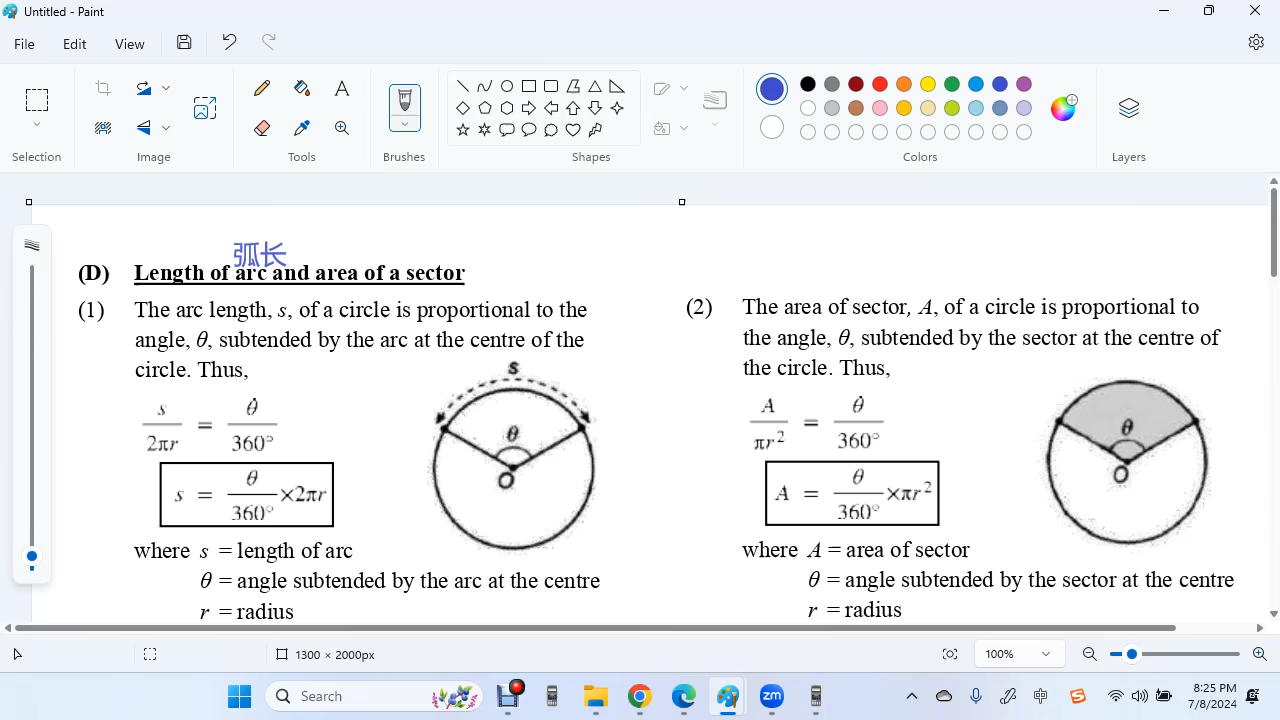 Untitled - Paint
File Edit View
Selection Image Tools Brushes Shapes Colors Layers
弧长
(D) Length of arc and area of a sector
(1) The arc length, s, of a circle is proportional to the
angle, θ, subtended by the arc at the centre of the
circle. Thus,
s/2πr = θ/360°
s = θ/360° ×2πr
s
θ
O
where s = length of arc
θ = angle subtended by the arc at the centre
r = radius
(2) The area of sector, A, of a circle is proportional to
the angle, θ, subtended by the sector at the centre of
the circle. Thus,
A/πr² = θ/360°
A = θ/360° ×πr²
θ
O
where A = area of sector
θ = angle subtended by the sector at the centre
r = radius
1300 × 2000px 100%
Search zm 中 8:25 PM
7/8/2024